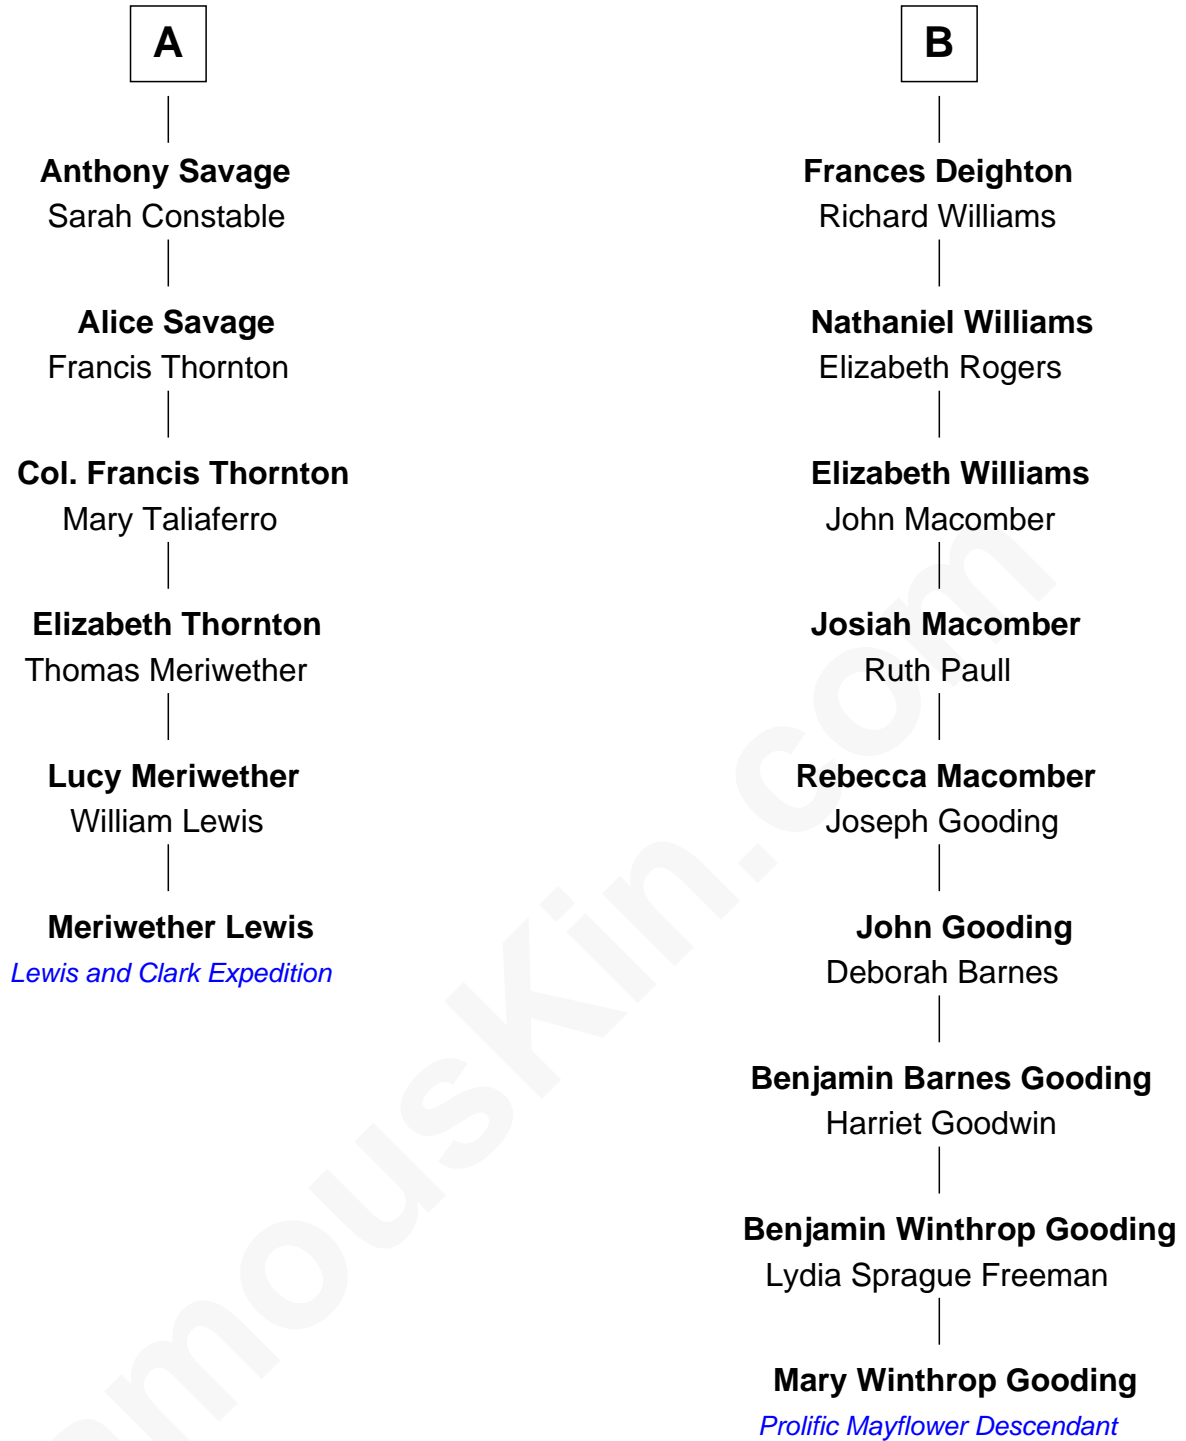 A
Anthony Savage
Sarah Constable
Alice Savage
Francis Thornton
Col. Francis Thornton
Mary Taliaferro
Elizabeth Thornton
Thomas Meriwether
Lucy Meriwether
William Lewis
Meriwether Lewis
Lewis and Clark Expedition
B
Frances Deighton
Richard Williams
Nathaniel Williams
Elizabeth Rogers
Elizabeth Williams
John Macomber
Josiah Macomber
Ruth Paull
Rebecca Macomber
Joseph Gooding
John Gooding
Deborah Barnes
Benjamin Barnes Gooding
Harriet Goodwin
Benjamin Winthrop Gooding
Lydia Sprague Freeman
Mary Winthrop Gooding
Prolific Mayflower Descendant
amousKin.com